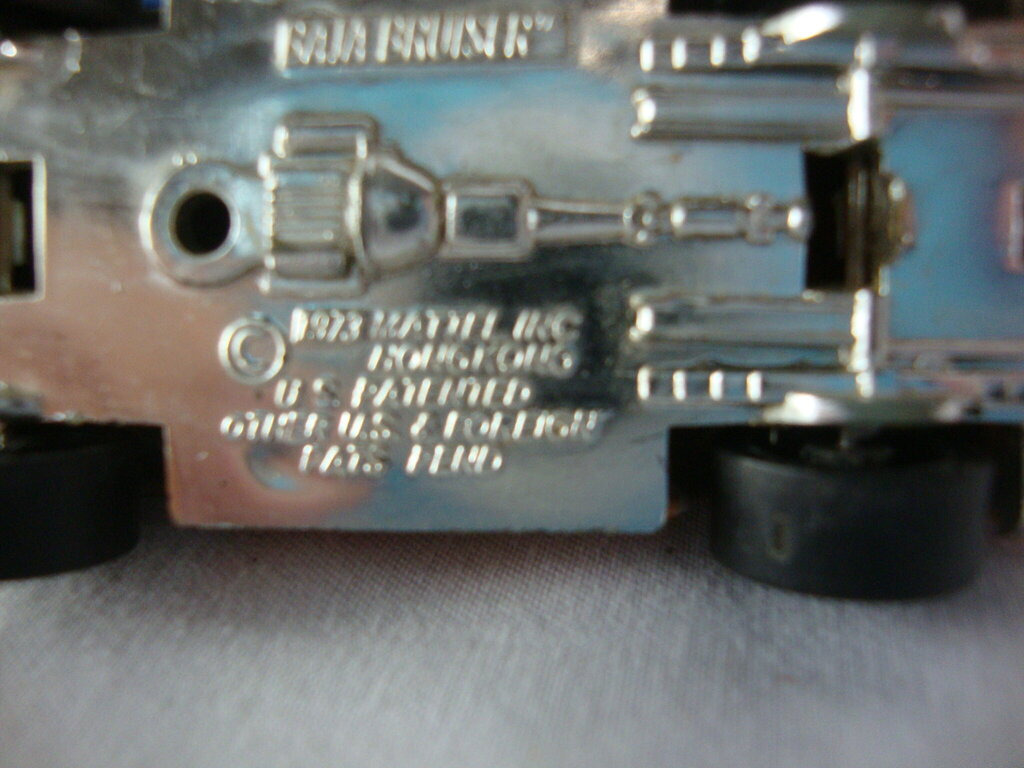 BAJA BRUISER™
© 1973 MATTEL INC
HONG KONG
U.S. PATENTED
OTHER U.S. & FOREIGN
PATS PEND